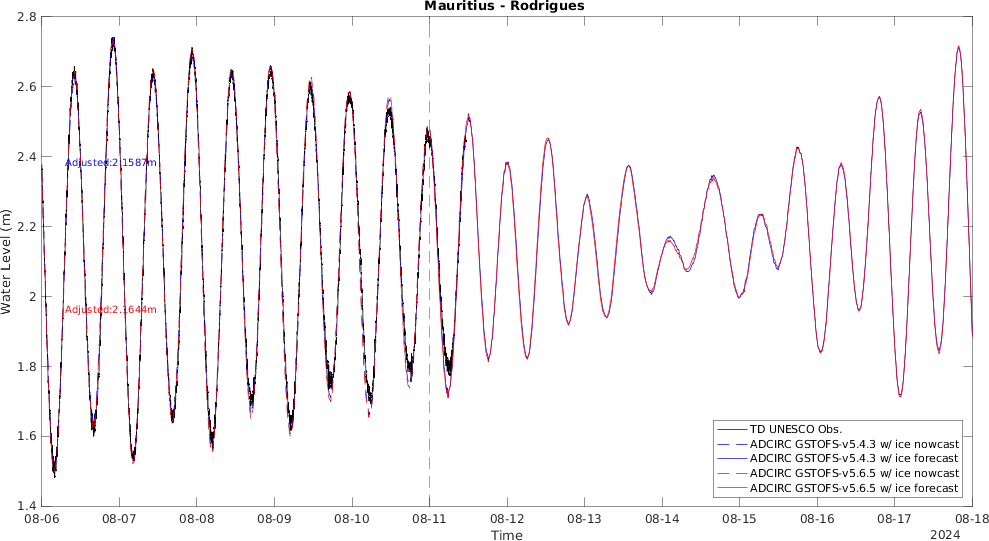 Mauritius - Rodrigues
2.8
2.6
2.4
2.2
2
1.8
1.6
1.4
Water Level (m)
Adjusted:2.1587m
Adjusted:2.1644m
TD UNESCO Obs.
ADCIRC GSTOFS-v5.4.3 w/ ice nowcast
ADCIRC GSTOFS-v5.4.3 w/ ice forecast
ADCIRC GSTOFS-v5.6.5 w/ ice nowcast
ADCIRC GSTOFS-v5.6.5 w/ ice forecast
08-06 08-07 08-08 08-09 08-10 08-11 08-12 08-13 08-14 08-15 08-16 08-17 08-18
Time
2024